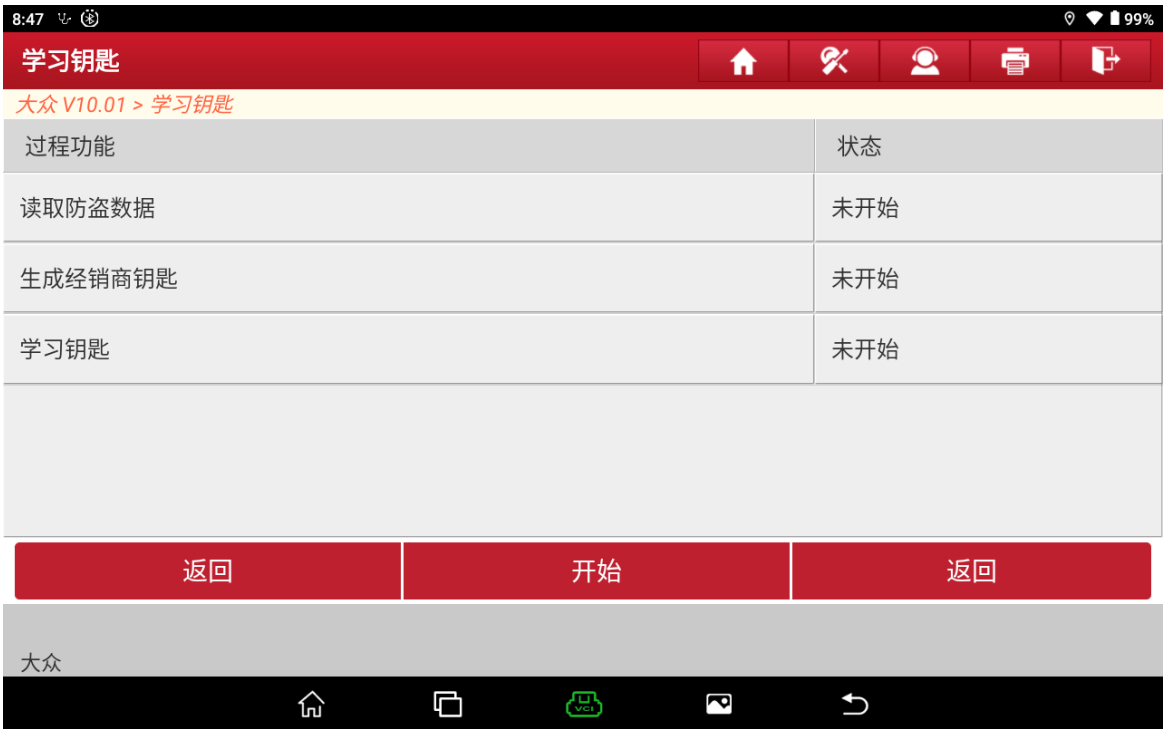 8:47 99%
学习钥匙
大众 V10.01 > 学习钥匙
过程功能 状态
读取防盗数据 未开始
生成经销商钥匙 未开始
学习钥匙 未开始
返回 开始 返回
大众
VCI